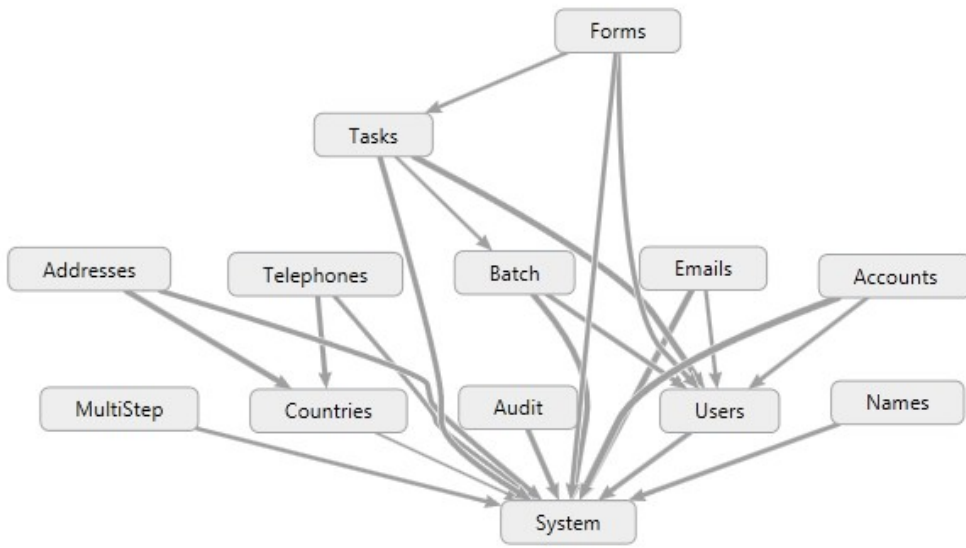 Forms
Tasks
Addresses
Telephones
Batch
Emails
Accounts
MultiStep
Countries
Audit
Users
Names
System